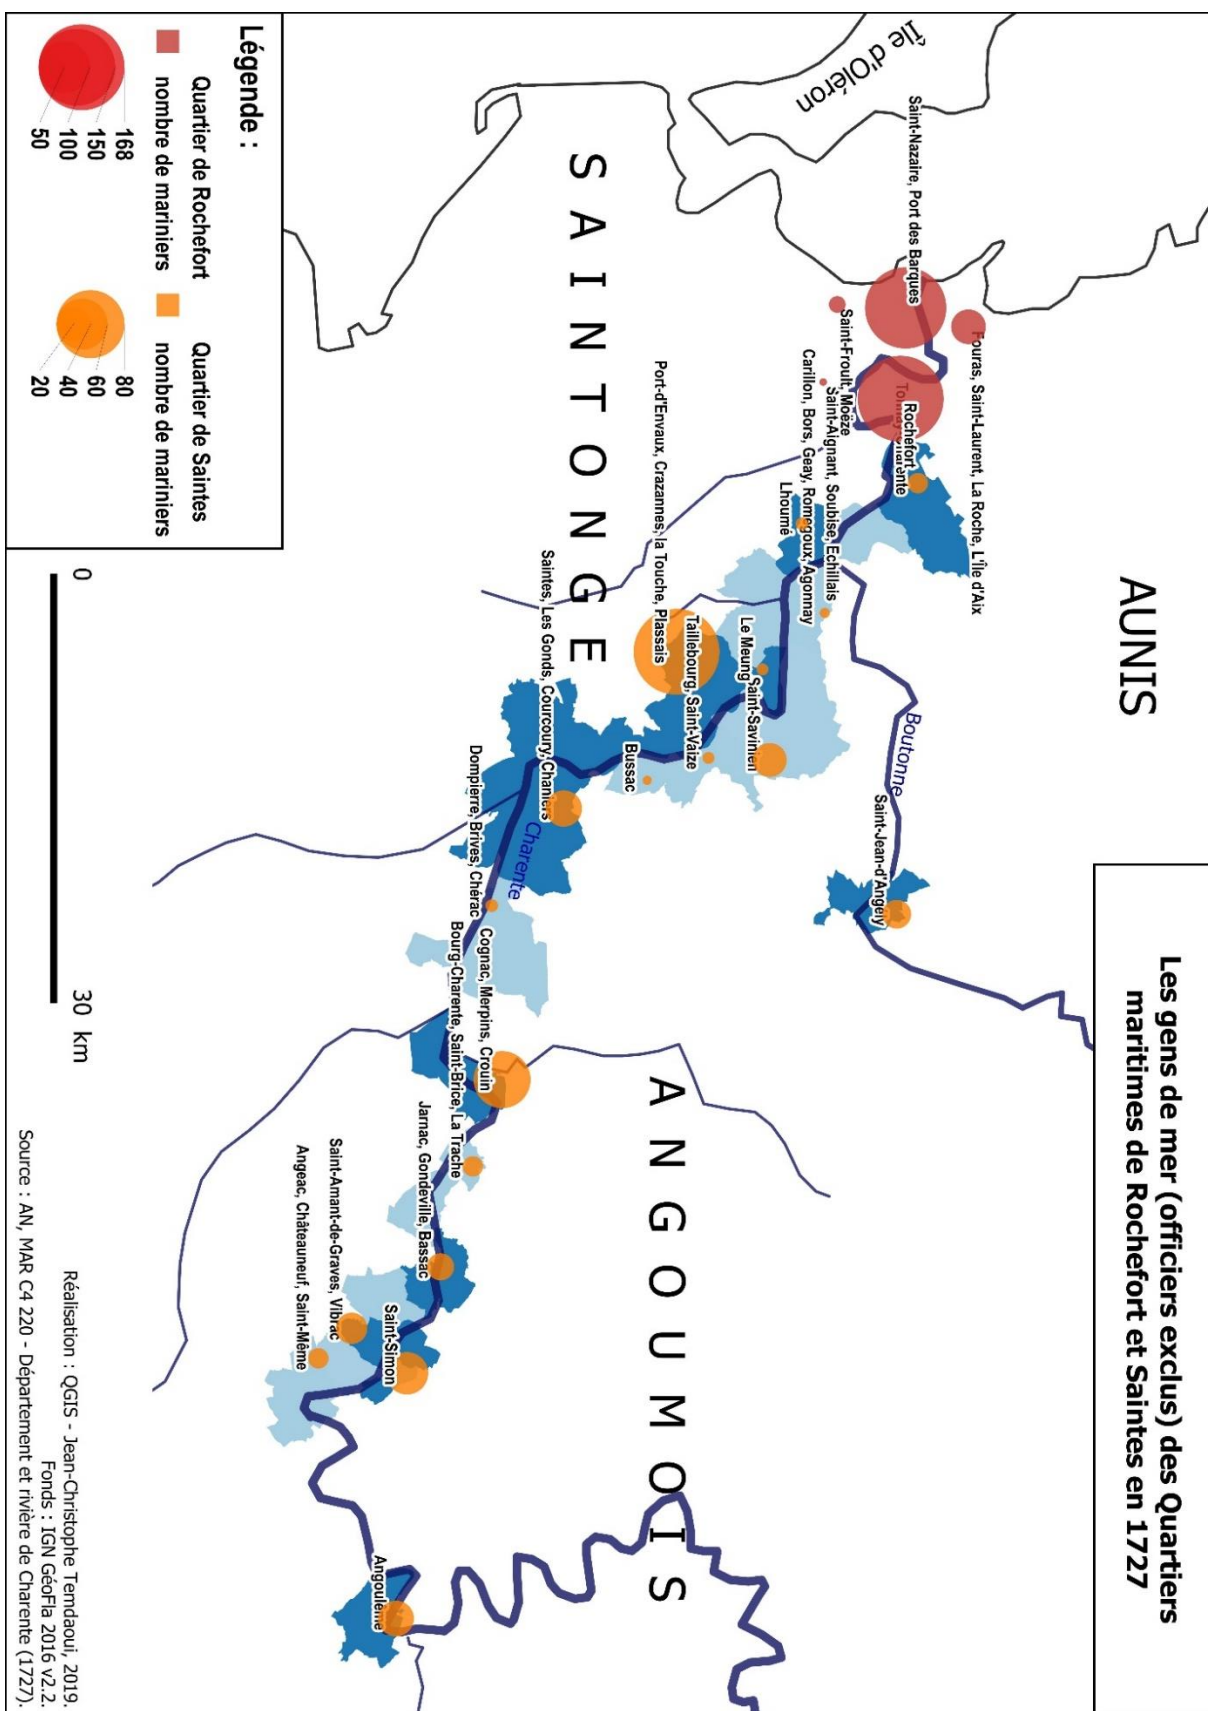 Les gens de mer (officiers exclus) des Quartiers
maritimes de Rochefort et Saintes en 1727
AUNIS
Île d'Oléron
Fouras, Saint-Laurent, La Roche, L'Île d'Aix
Saint-Nazaire, Port des Barques
Rochefort
Tonnay-Charente
Saint-Froult, Moëze
Saint-Aignant, Soubise, Echillais
Carillon, Bors, Geay, Romegoux, Agonnay
Lhoumé
Boutonne
Saint-Jean-d'Angély
Le Meung
Saint-Savinien
Taillebourg, Saint-Vaize
Port-d'Envaux, Crazannes, la Touche, Plassais
Bussac
SAINTONGE
Saintes, Les Gonds, Courcoury, Chaniers
Charente
Dompierre, Brives, Chérac
ANGOUMOIS
Cognac, Merpins, Crouin
Bourg-Charente, Saint-Brice, La Trache
Jarnac, Gondeville, Bassac
Saint-Simon
Saint-Amant-de-Graves, Vibrac
Angeac, Châteauneuf, Saint-Même
Angoulême
Légende :
Quartier de Rochefort
nombre de mariniers
168
150
100
50
Quartier de Saintes
nombre de mariniers
80
60
40
20
0 30 km
Réalisation : QGIS - Jean-Christophe Temdaoui, 2019.
Fonds : IGN GéoFla 2016 v2.2.
Source : AN, MAR C4 220 - Département et rivière de Charente (1727).